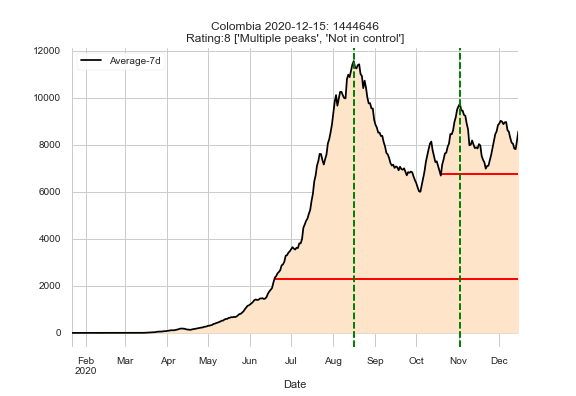 Colombia 2020-12-15: 1444646
Rating:8 ['Multiple peaks', 'Not in control']
12000
Average-7d
10000
8000
6000
4000
2000
0
Feb Mar Apr May Jun Jul Aug Sep Oct Nov Dec
2020
Date